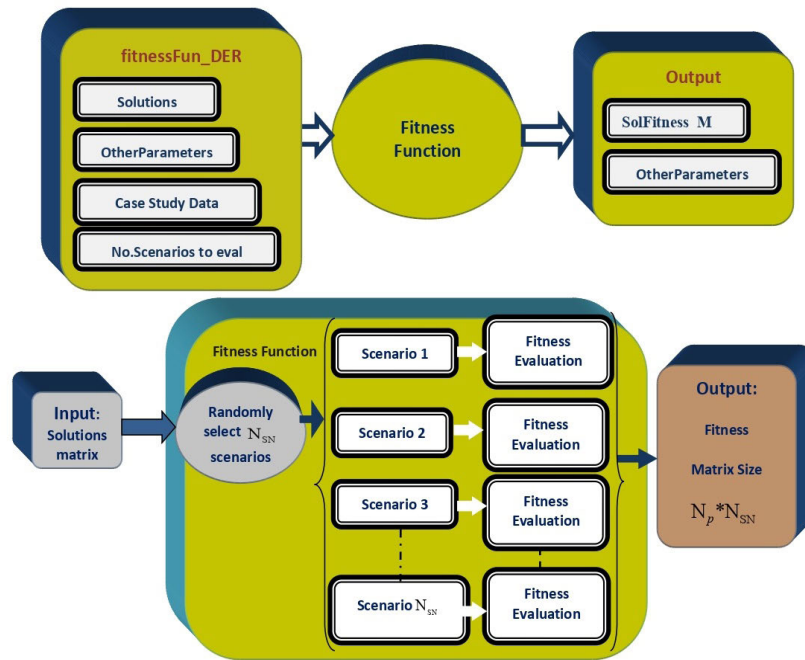 fitnessFun_DER
Solutions
OtherParameters
Case Study Data
No.Scenarios to eval
Fitness
Function
Output
SolFitness M
OtherParameters
Fitness Function
Input:
Solutions
matrix
Randomly
select N_SN
scenarios
Scenario 1
Fitness
Evaluation
Scenario 2
Fitness
Evaluation
Scenario 3
Fitness
Evaluation
Scenario N_SN
Fitness
Evaluation
Output:
Fitness
Matrix Size
N_p*N_SN